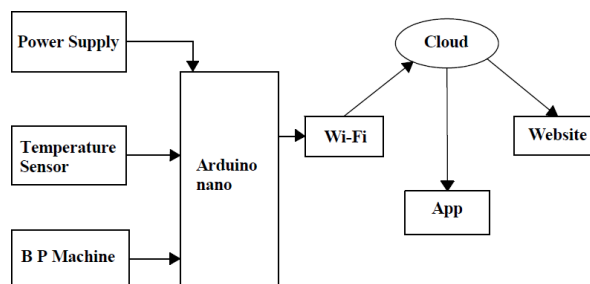 Power Supply
Cloud
Temperature
Sensor
Arduino
nano
Wi-Fi
Website
App
B P Machine